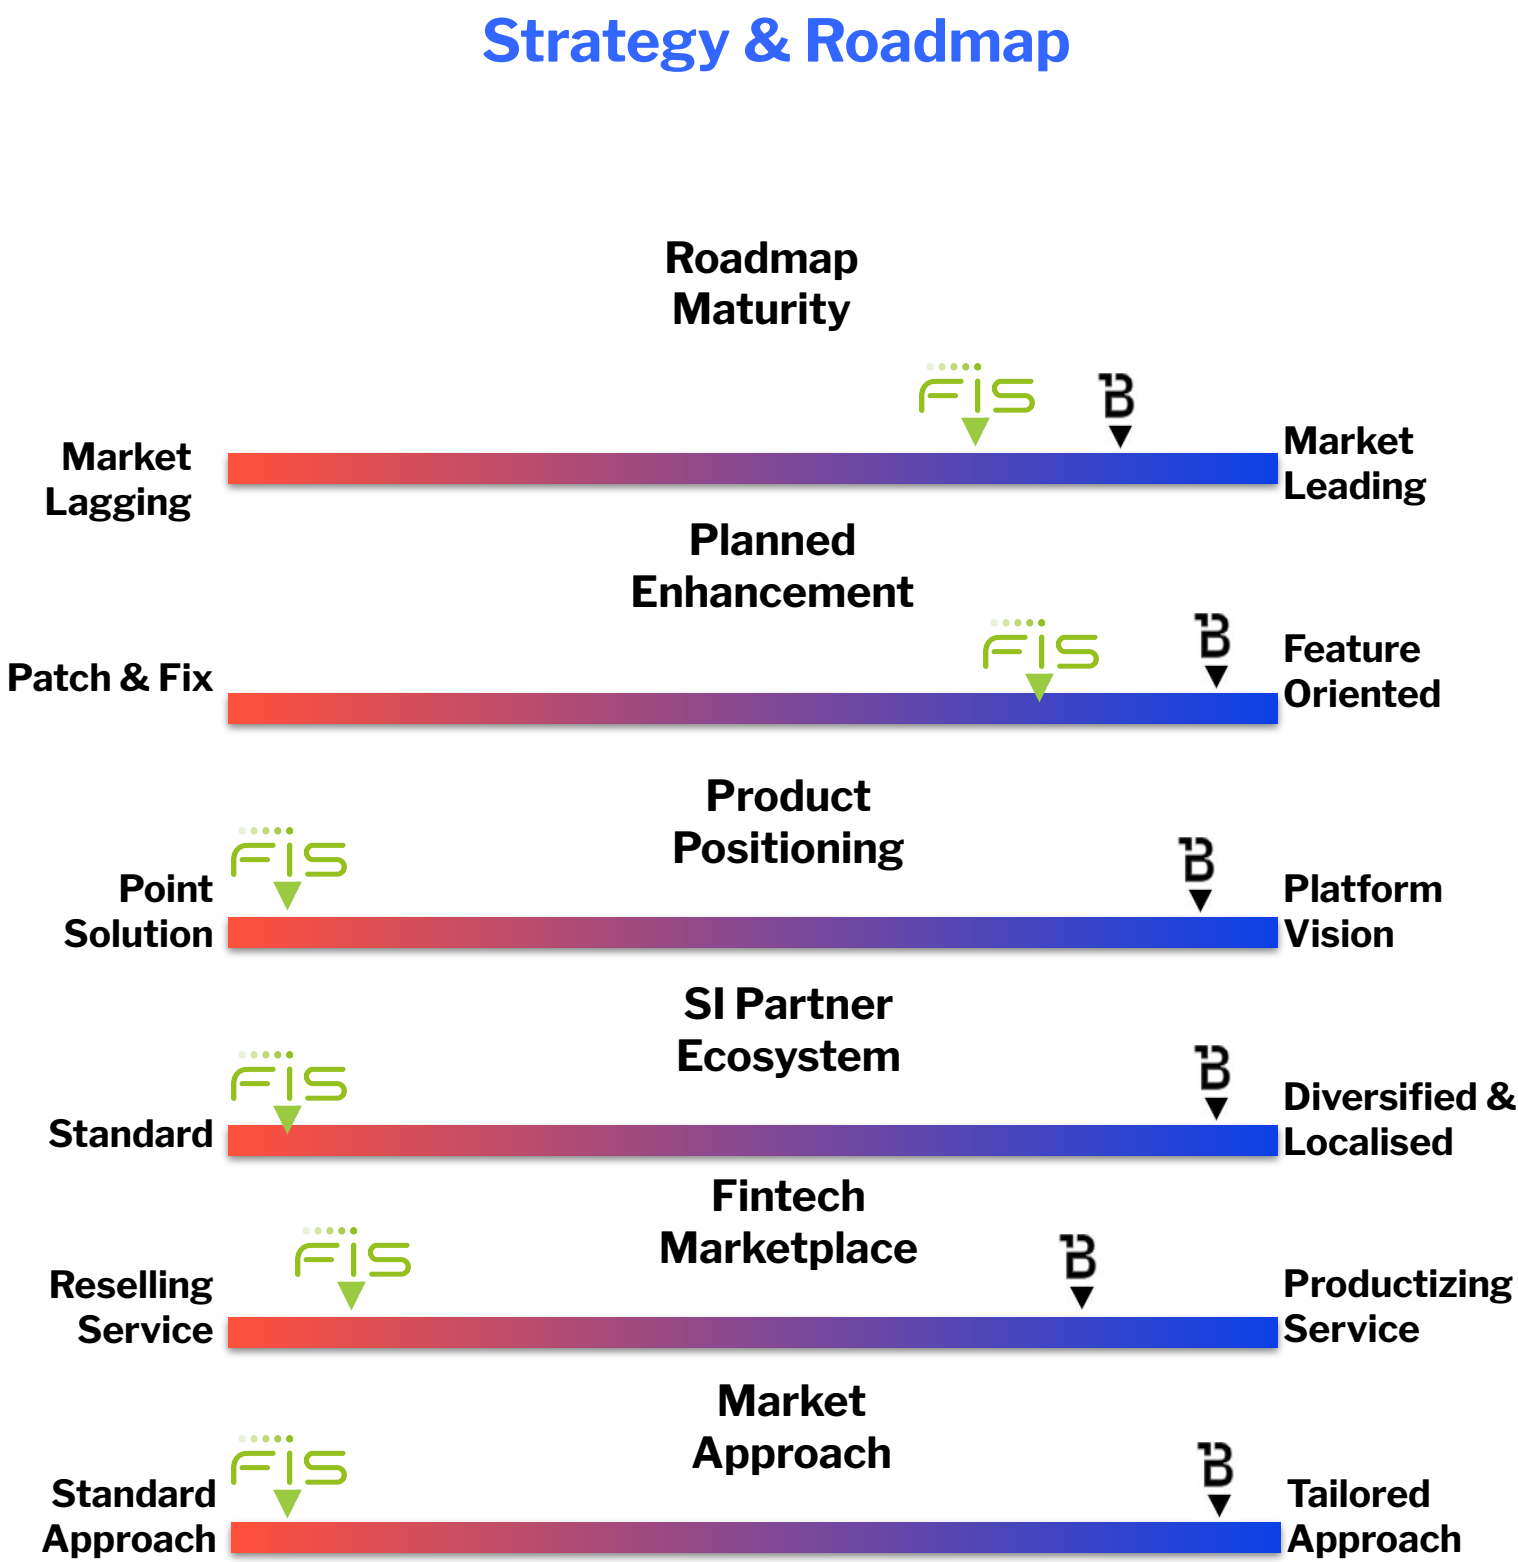 Strategy & Roadmap
Roadmap
Maturity
FIS
B
Market
Lagging
Market
Leading
Planned
Enhancement
FIS
B
Patch & Fix
Feature
Oriented
Product
Positioning
FIS
B
Point
Solution
Platform
Vision
SI Partner
Ecosystem
FIS
B
Standard
Diversified &
Localised
Fintech
Marketplace
FIS
B
Reselling
Service
Productizing
Service
Market
Approach
FIS
B
Standard
Approach
Tailored
Approach